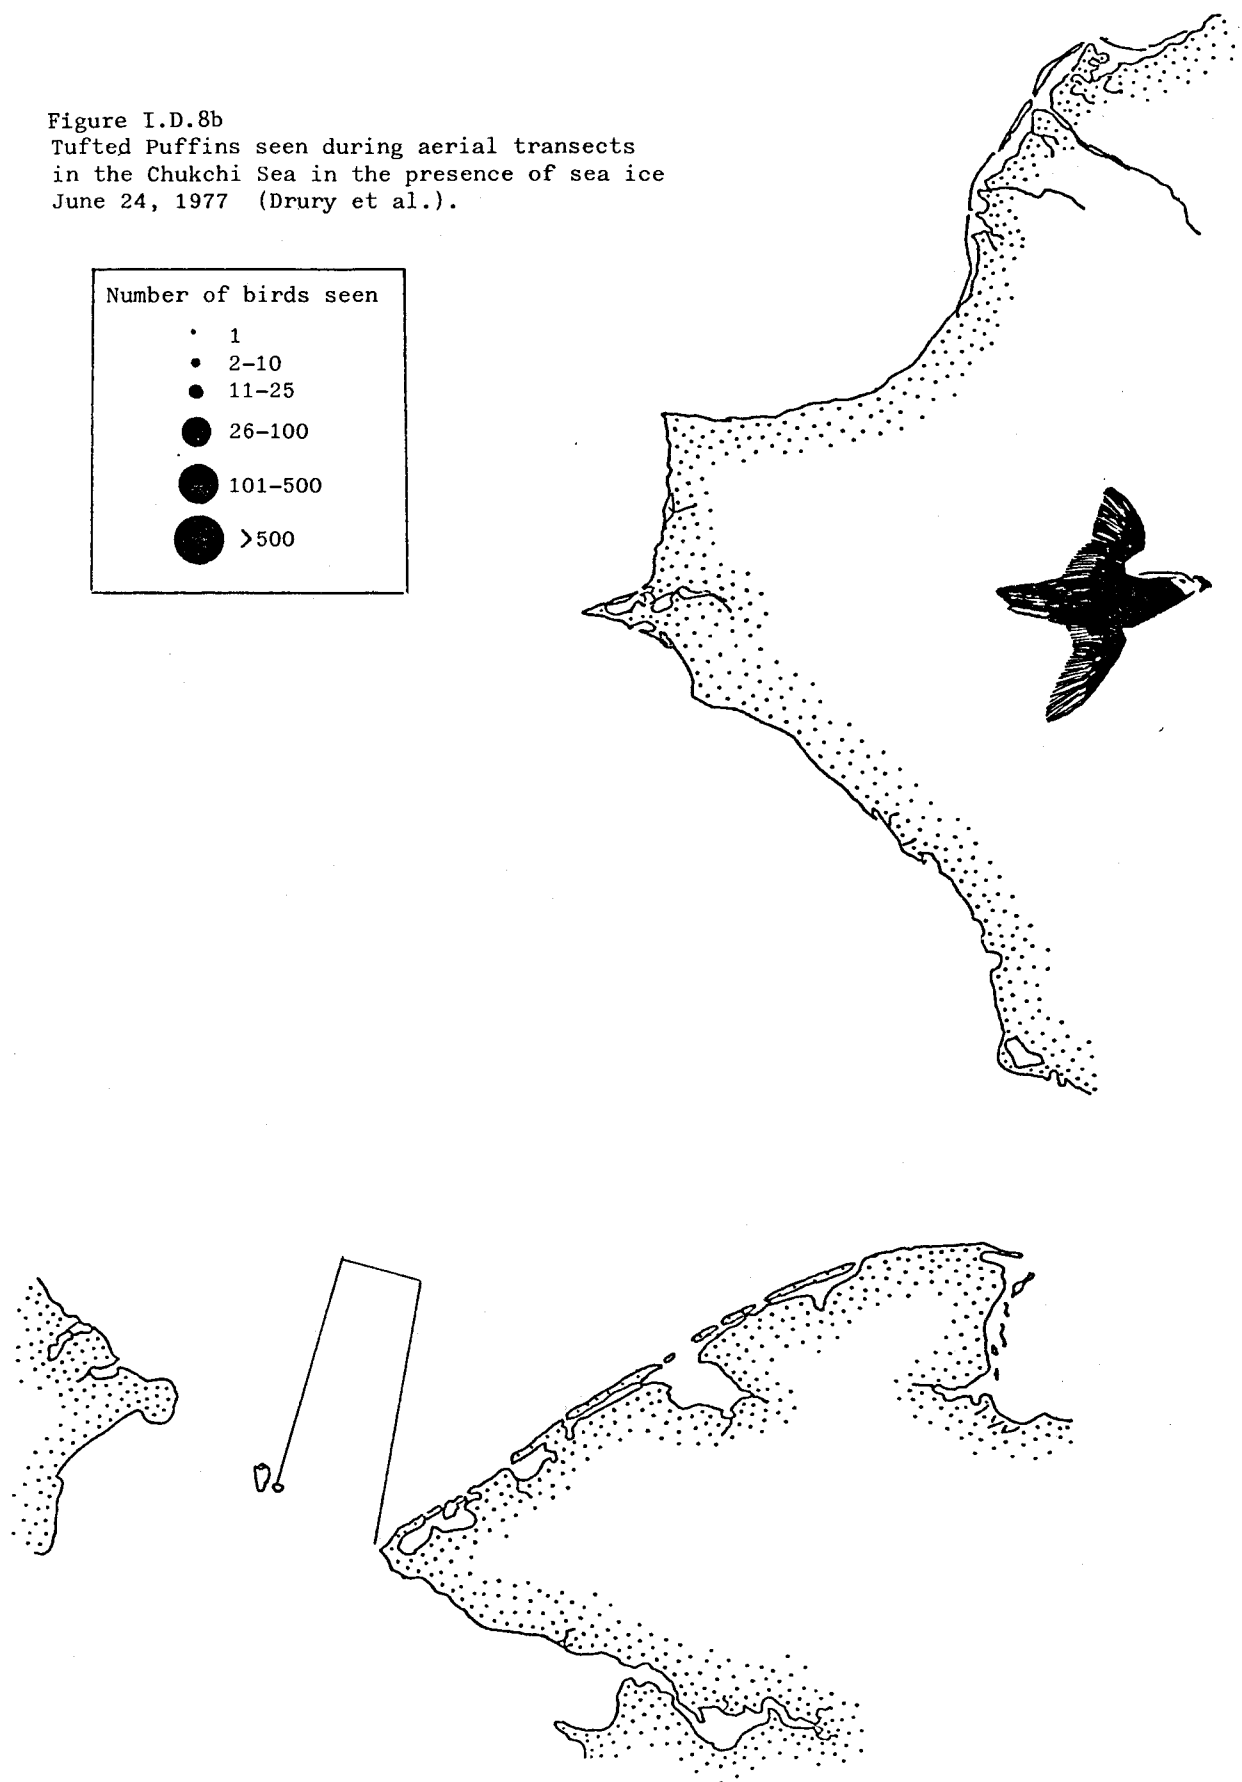 Figure I.D.8b
Tufted Puffins seen during aerial transects
in the Chukchi Sea in the presence of sea ice
June 24, 1977 (Drury et al.).
Number of birds seen
1
2-10
11-25
26-100
101-500
>500